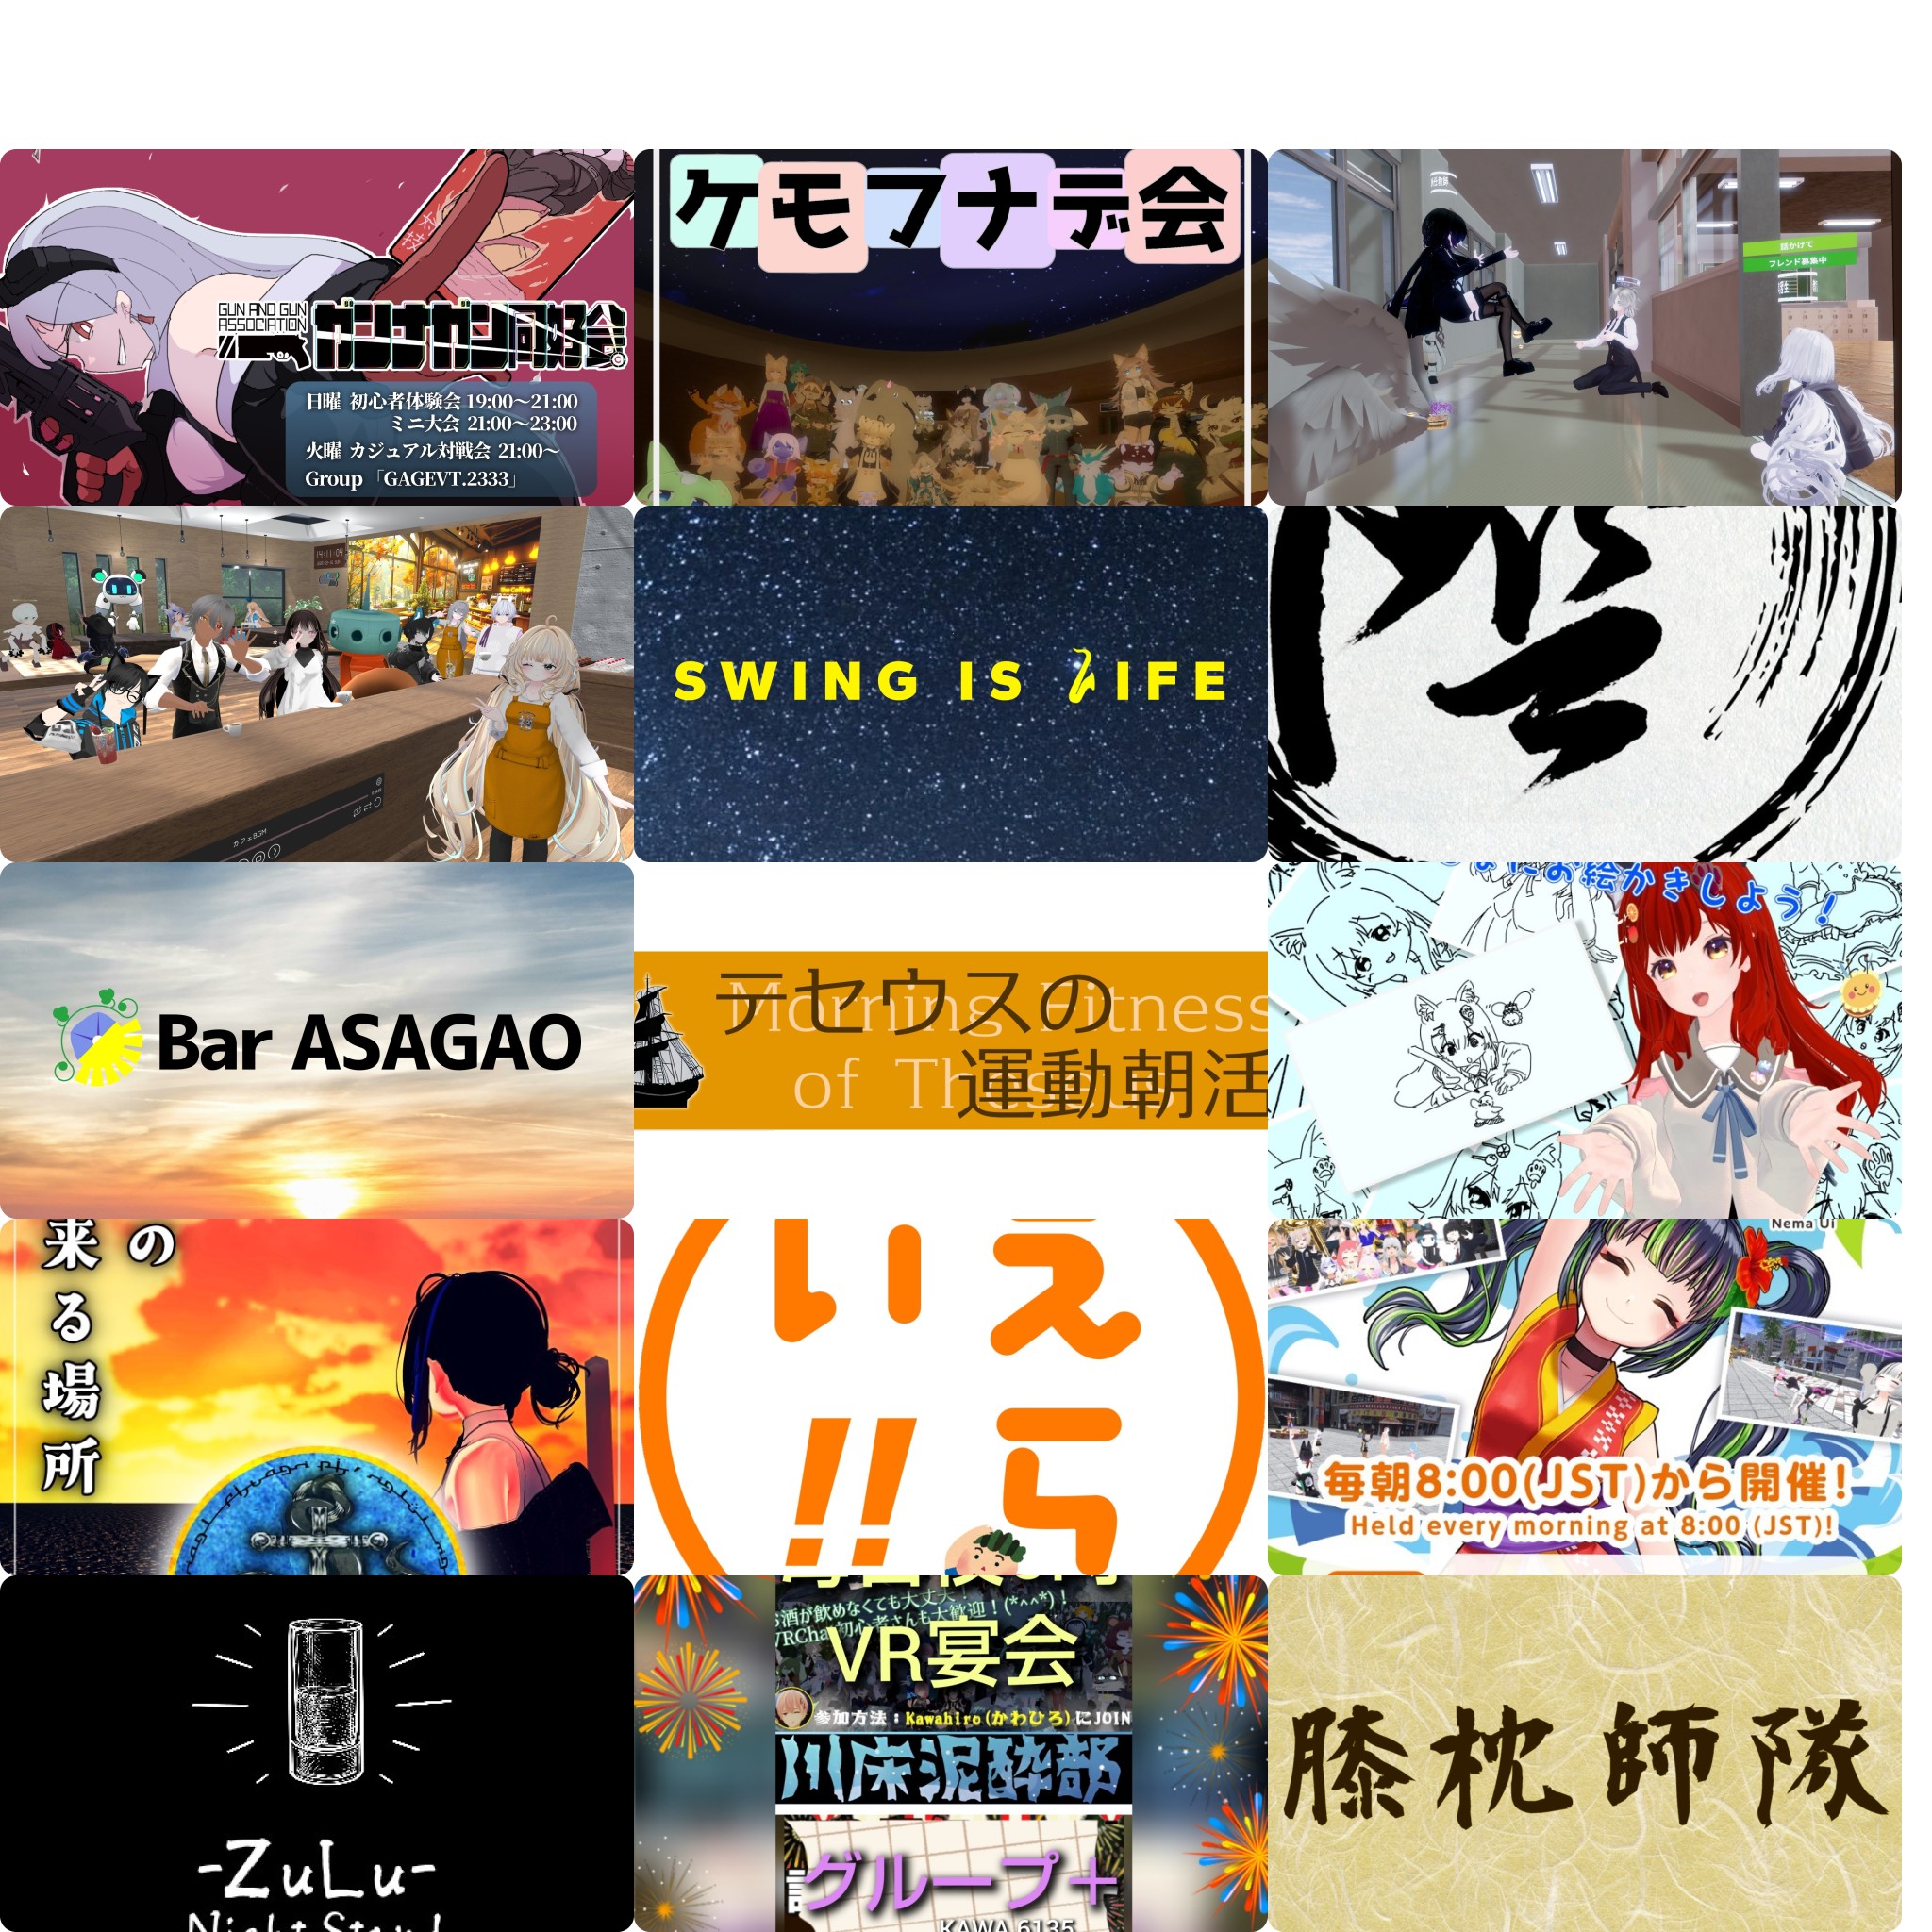 GUN AND GUN
ASSOCIATION
ガンナガン同好会
日曜 初心者体験会 19:00~21:00
ミニ大会 21:00~23:00
火曜 カジュアル対戦会 21:00~
Group 「GAGEVT.2333」
ケモフナデ会
話かけて
フレンド募集中
カフェBGM
SWING IS LIFE
Bar ASAGAO
テセウスの
運動朝活
Morning Fitness
of Theseus
お絵かきしよう!
の
来る場所
いえ
!!ら
Nema Ui
毎朝8:00(JST)から開催!
Held every morning at 8:00 (JST)!
-ZuLu-
お酒が飲めなくても大丈夫!
VRChat初心者さんも大歓迎!(*^^*)!
VR宴会
参加方法:Kawahiro(かわひろ)にJOIN
川床泥酔部
グループ+
KAWA.6135
膝枕師隊